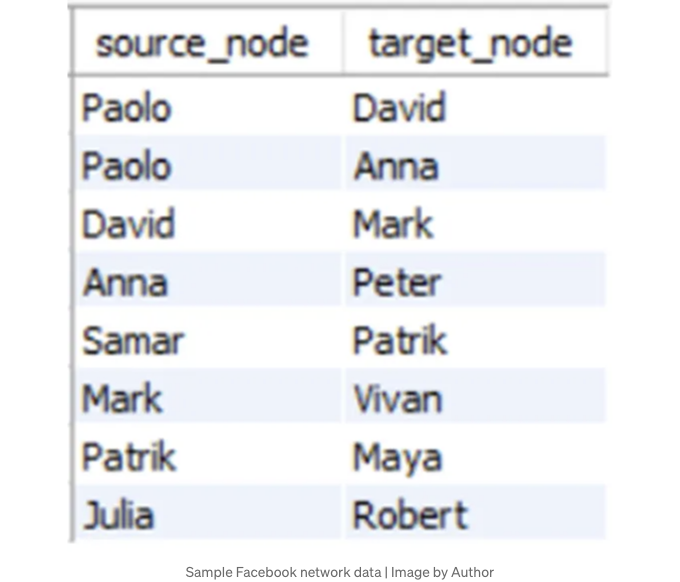 source_node target_node
Paolo David
Paolo Anna
David Mark
Anna Peter
Samar Patrik
Mark Vivan
Patrik Maya
Julia Robert
Sample Facebook network data | Image by Author